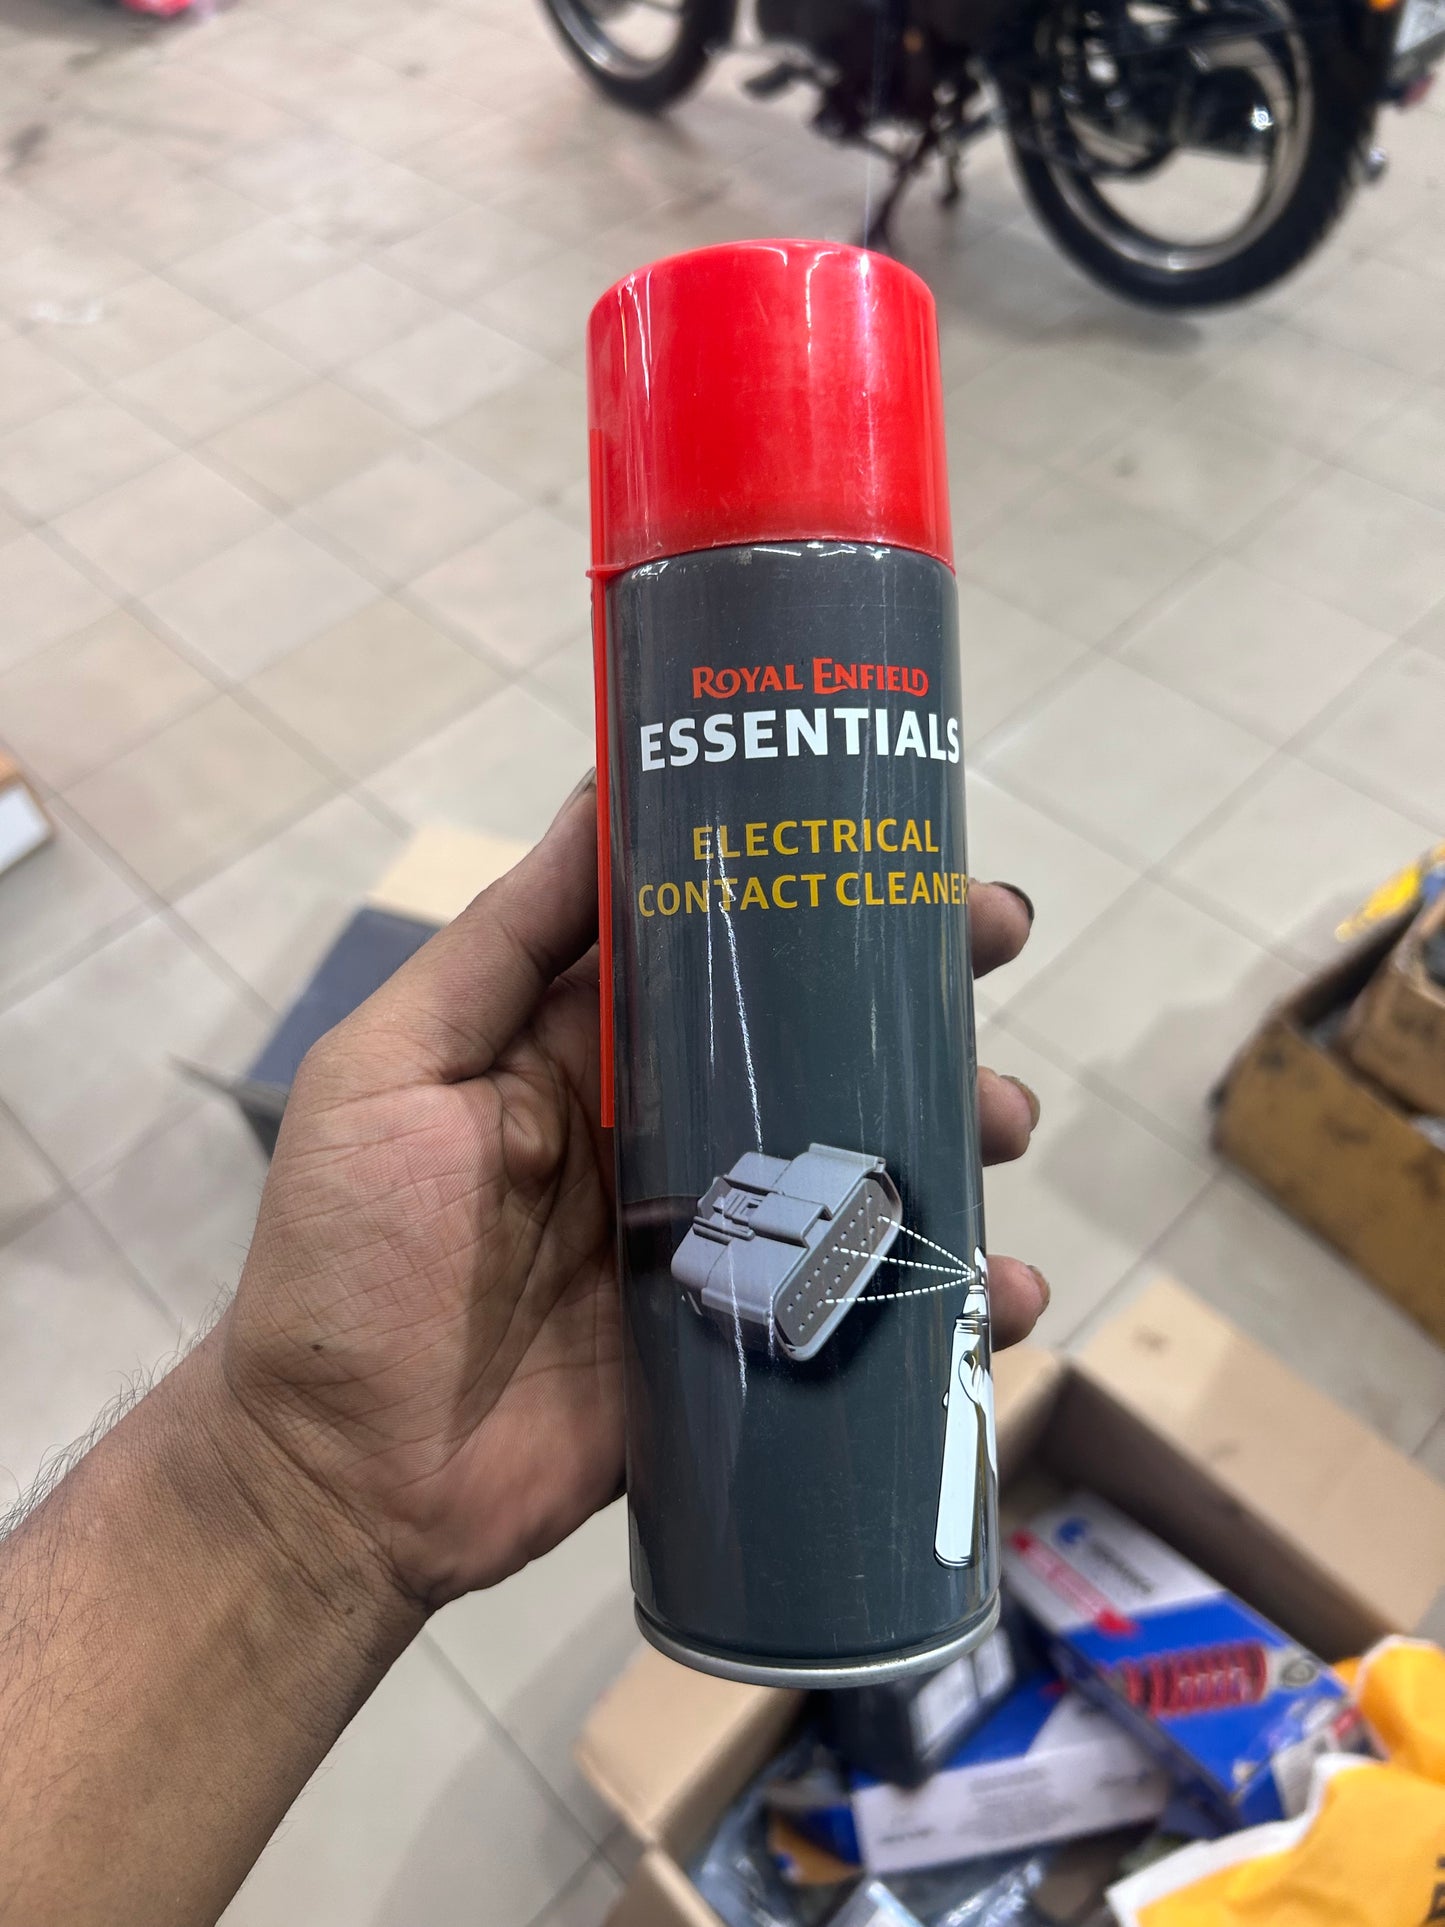 ROYAL ENFIELD
ESSENTIALS
ELECTRICAL
CONTACT CLEANER